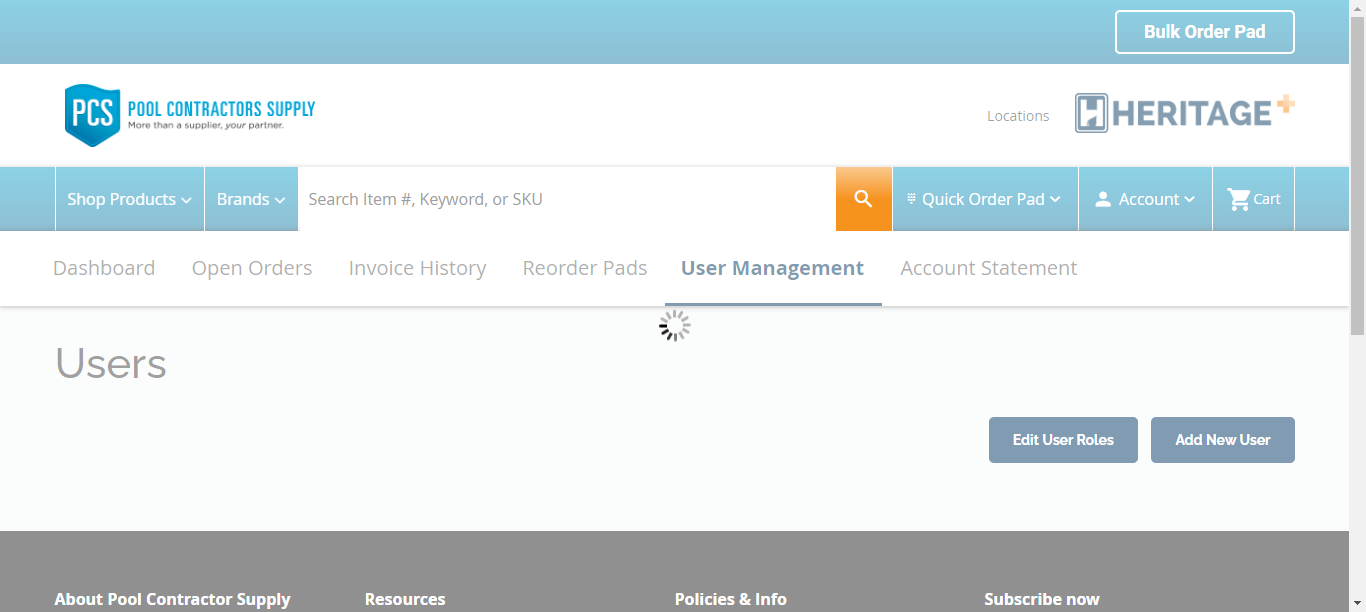 Bulk Order Pad
PCS POOL CONTRACTORS SUPPLY
More than a supplier, your partner.
Locations
HERITAGE
Shop Products
Brands
Search Item #, Keyword, or SKU
Quick Order Pad
Account
Cart
Dashboard
Open Orders
Invoice History
Reorder Pads
User Management
Account Statement
Users
Edit User Roles
Add New User
About Pool Contractor Supply
Resources
Policies & Info
Subscribe now